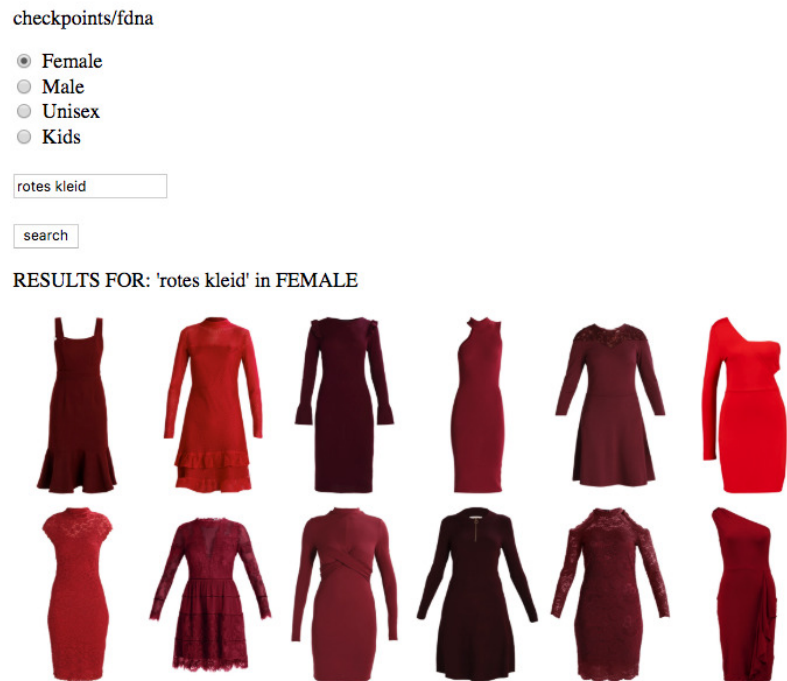 checkpoints/fdna
Female
Male
Unisex
Kids
rotes kleid
search
RESULTS FOR: 'rotes kleid' in FEMALE